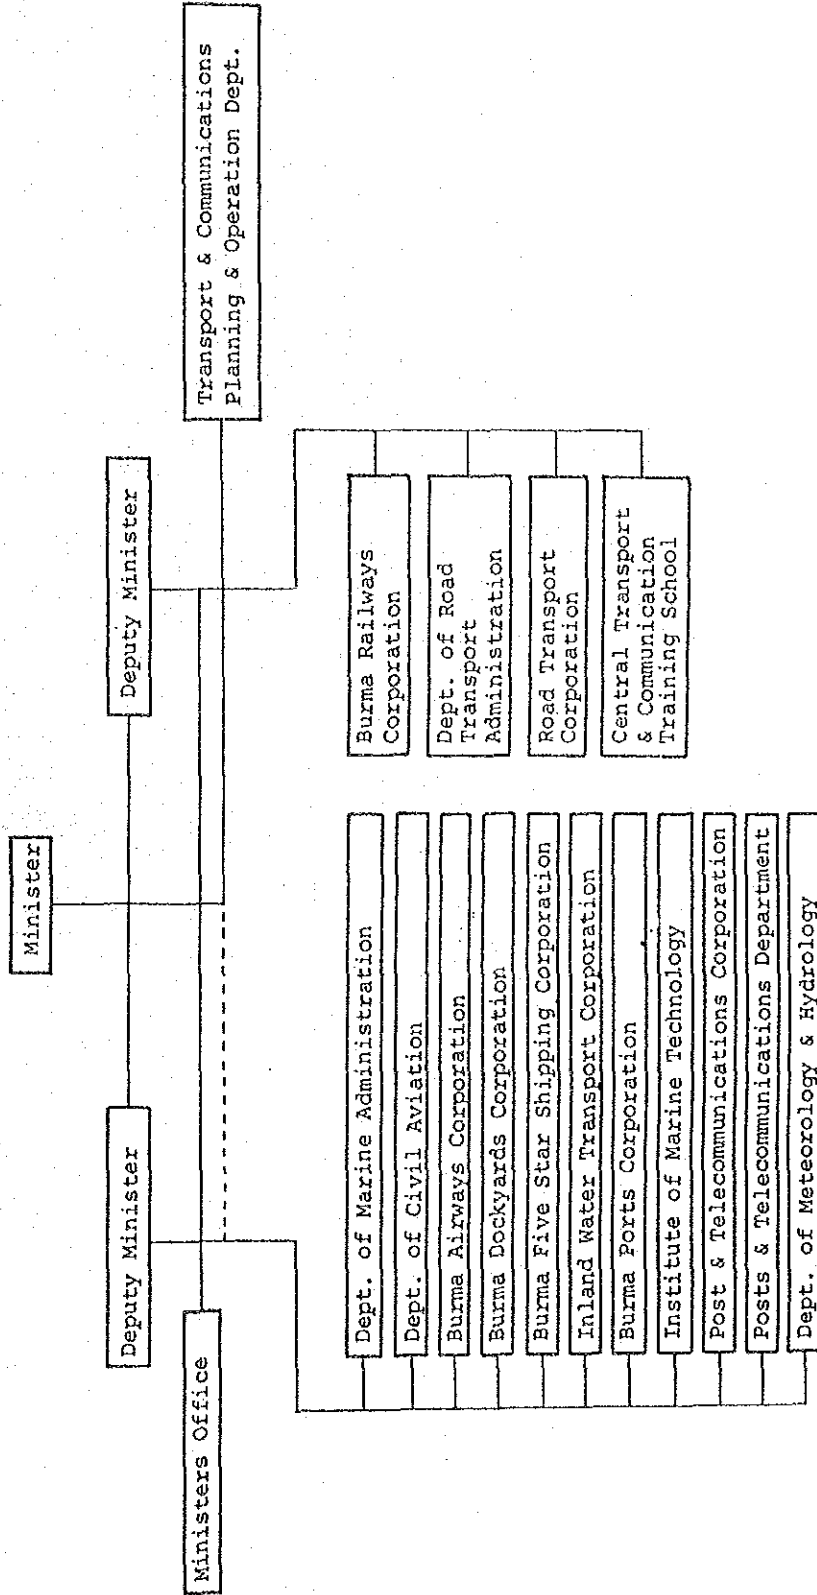 Minister
Deputy Minister
Deputy Minister
Ministers Office
Transport & Communications
Planning & Operation Dept.
Dept. of Marine Administration
Dept. of Civil Aviation
Burma Airways Corporation
Burma Dockyards Corporation
Burma Five Star Shipping Corporation
Inland Water Transport Corporation
Burma Ports Corporation
Institute of Marine Technology
Post & Telecommunications Corporation
Posts & Telecommunications Department
Dept. of Meteorology & Hydrology
Burma Railways
Corporation
Dept. of Road
Transport
Administration
Road Transport
Corporation
Central Transport
& Communication
Training School